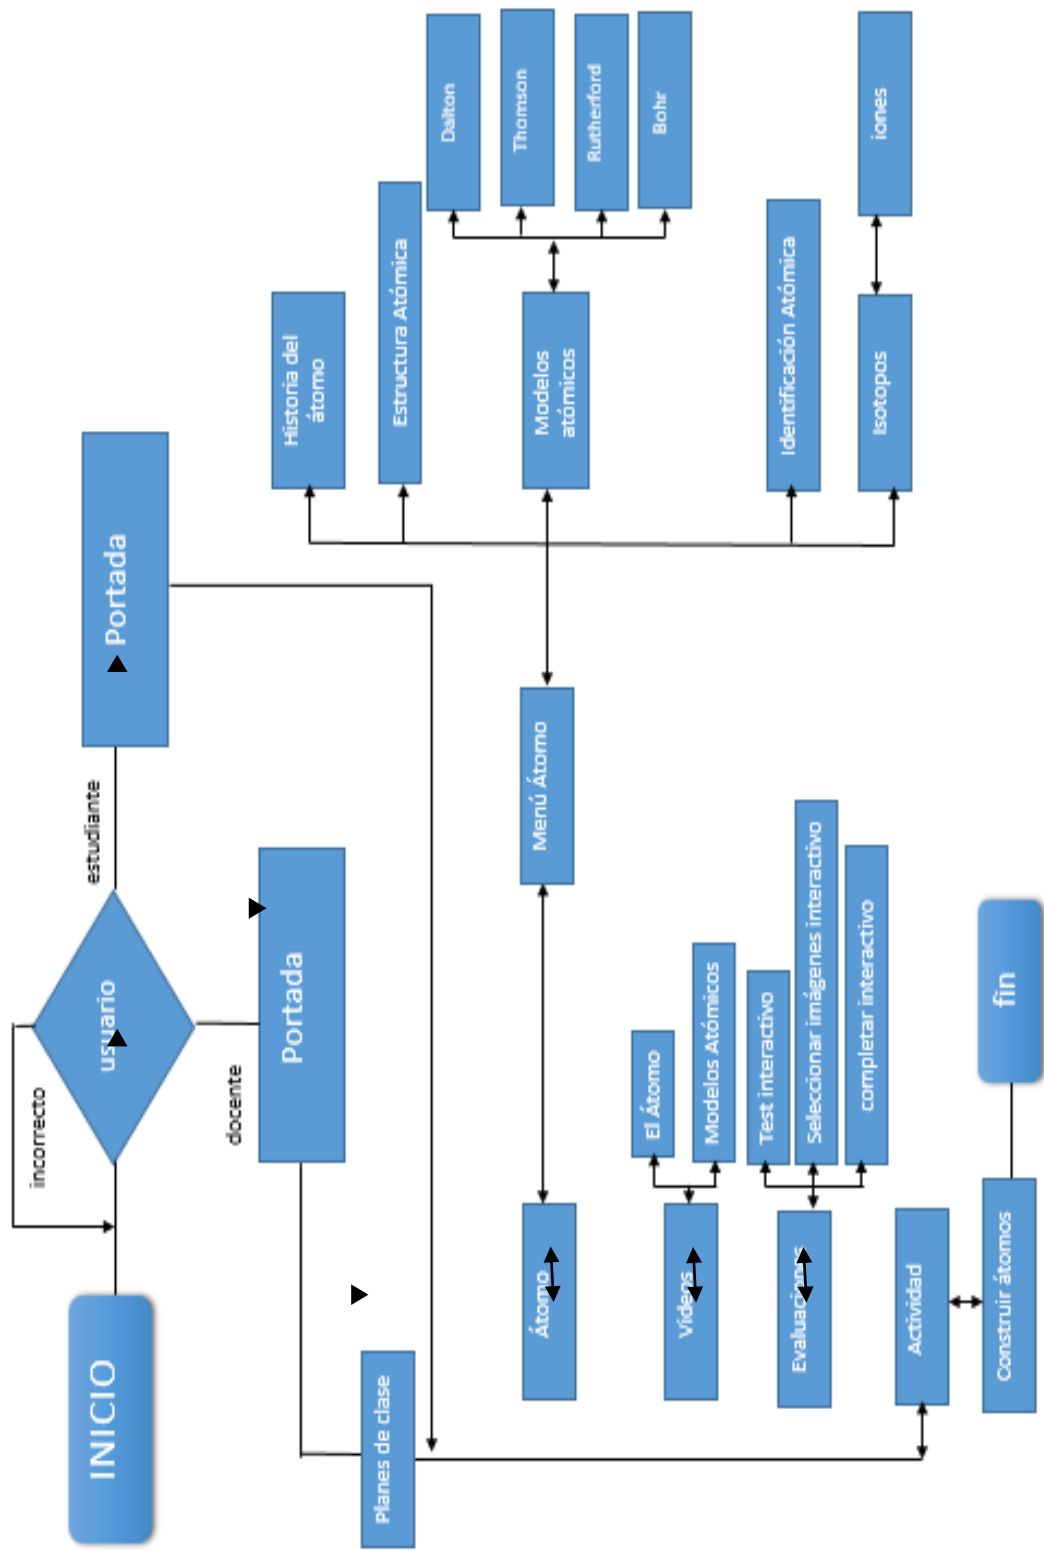 INICIO
incorrecto
usuario
estudiante
Portada
docente
Portada
Planes de clase
Átomo
Menú Átomo
Historia del
átomo
Estructura Atómica
Modelos
atómicos
Dalton
Thomson
Rutherford
Bohr
Identificación Atómica
Isotopos
iones
Videos
El Átomo
Modelos Atómicos
Evaluaciones
Test interactivo
Seleccionar imágenes interactivo
completar interactivo
Actividad
Construir átomos
fin